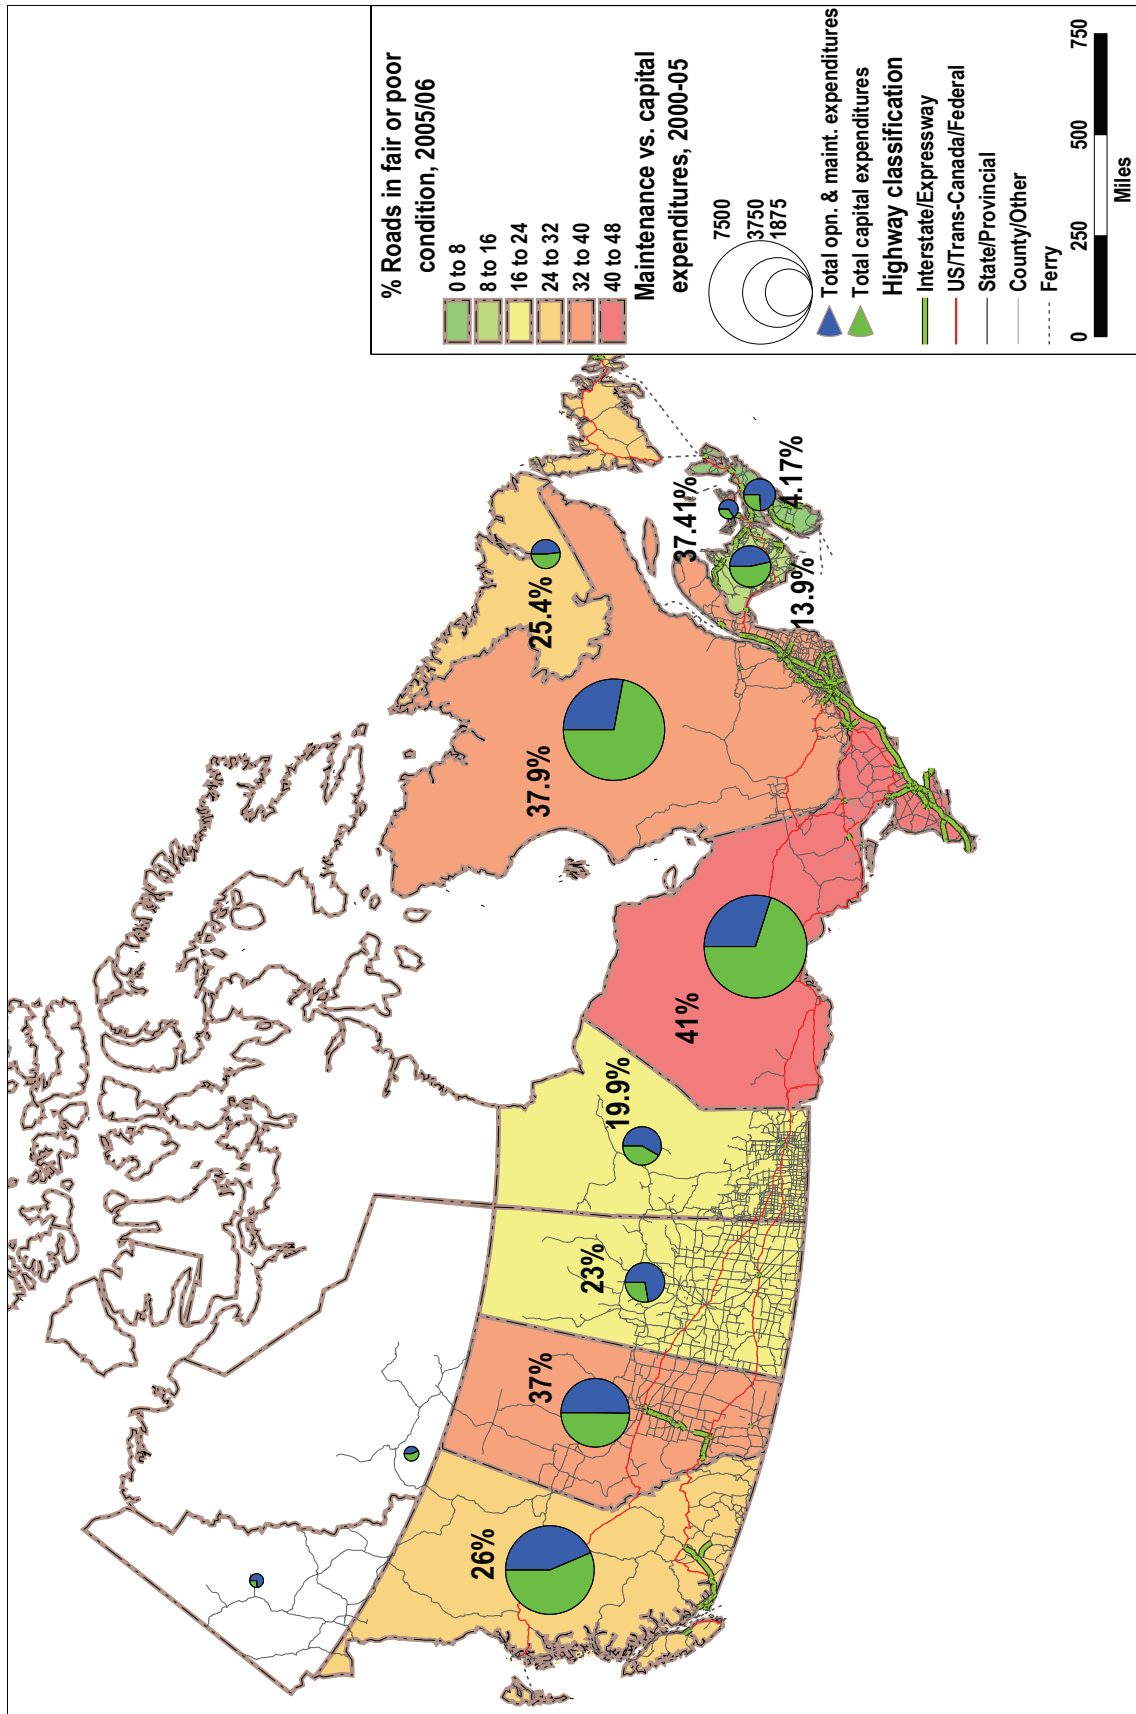 % Roads in fair or poor
condition, 2005/06
0 to 8
8 to 16
16 to 24
24 to 32
32 to 40
40 to 48
Maintenance vs. capital
expenditures, 2000-05
7500
3750
1875
Total opn. & maint. expenditures
Total capital expenditures
Highway classification
Interstate/Expressway
US/Trans-Canada/Federal
State/Provincial
County/Other
Ferry
0 250 500 750
Miles
26%
37%
23%
19.9%
41%
37.9%
25.4%
13.9%
37.41%
4.17%